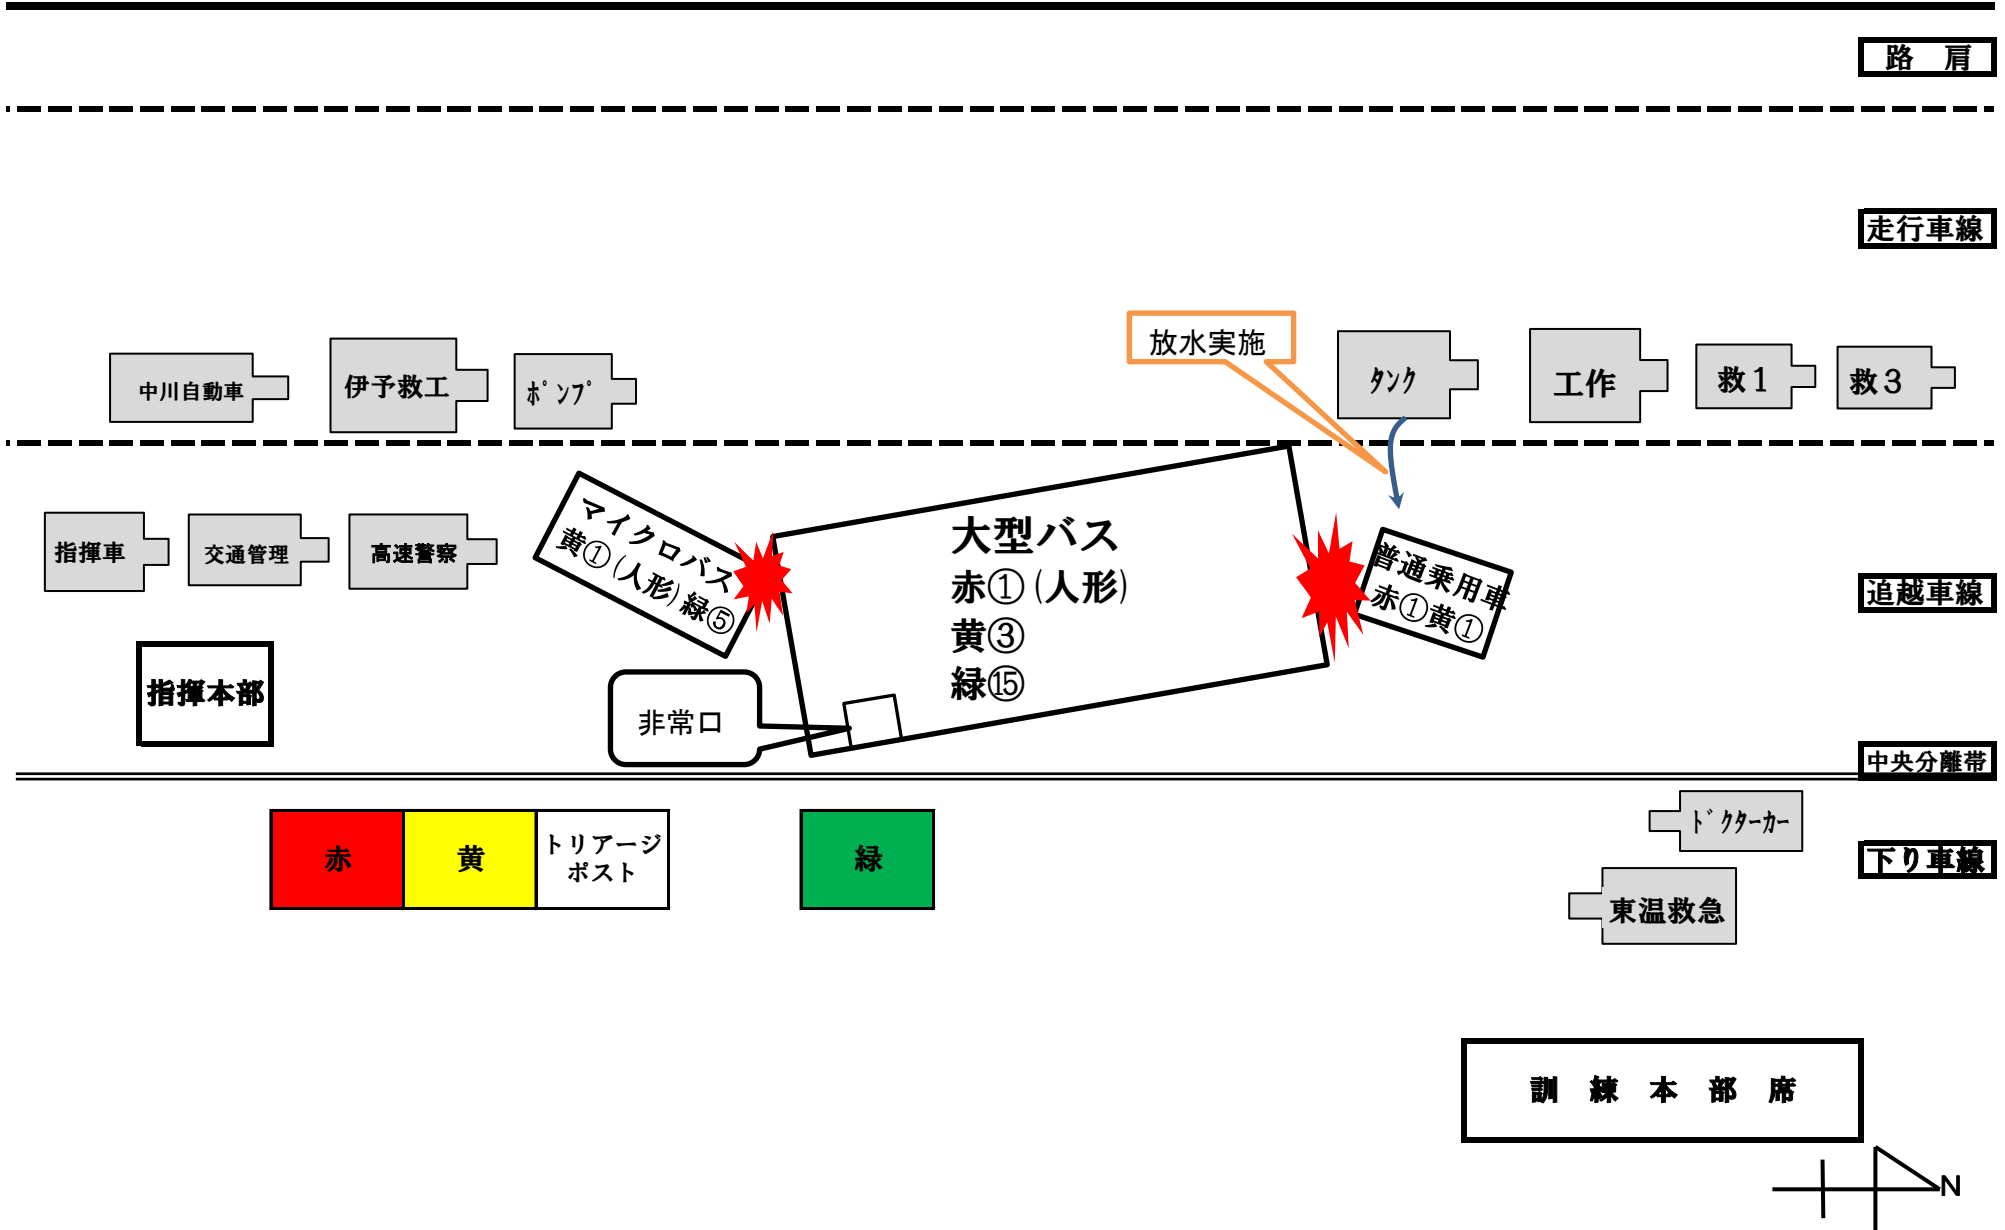 路　肩
走行車線
放水実施
中川自動車
伊予救工
ﾎﾟﾝﾌﾟ
ﾀﾝｸ
工作
救１
救３
指揮車
交通管理
高速警察
マイクロバス
黄①(人形)緑⑤
大型バス
赤①(人形)
黄③
緑⑮
普通乗用車
赤①黄①
追越車線
指揮本部
非常口
中央分離帯
赤
黄
トリアージ
ポスト
緑
ﾄﾞｸﾀｰｶｰ
下り車線
東温救急
訓　練　本　部　席
N